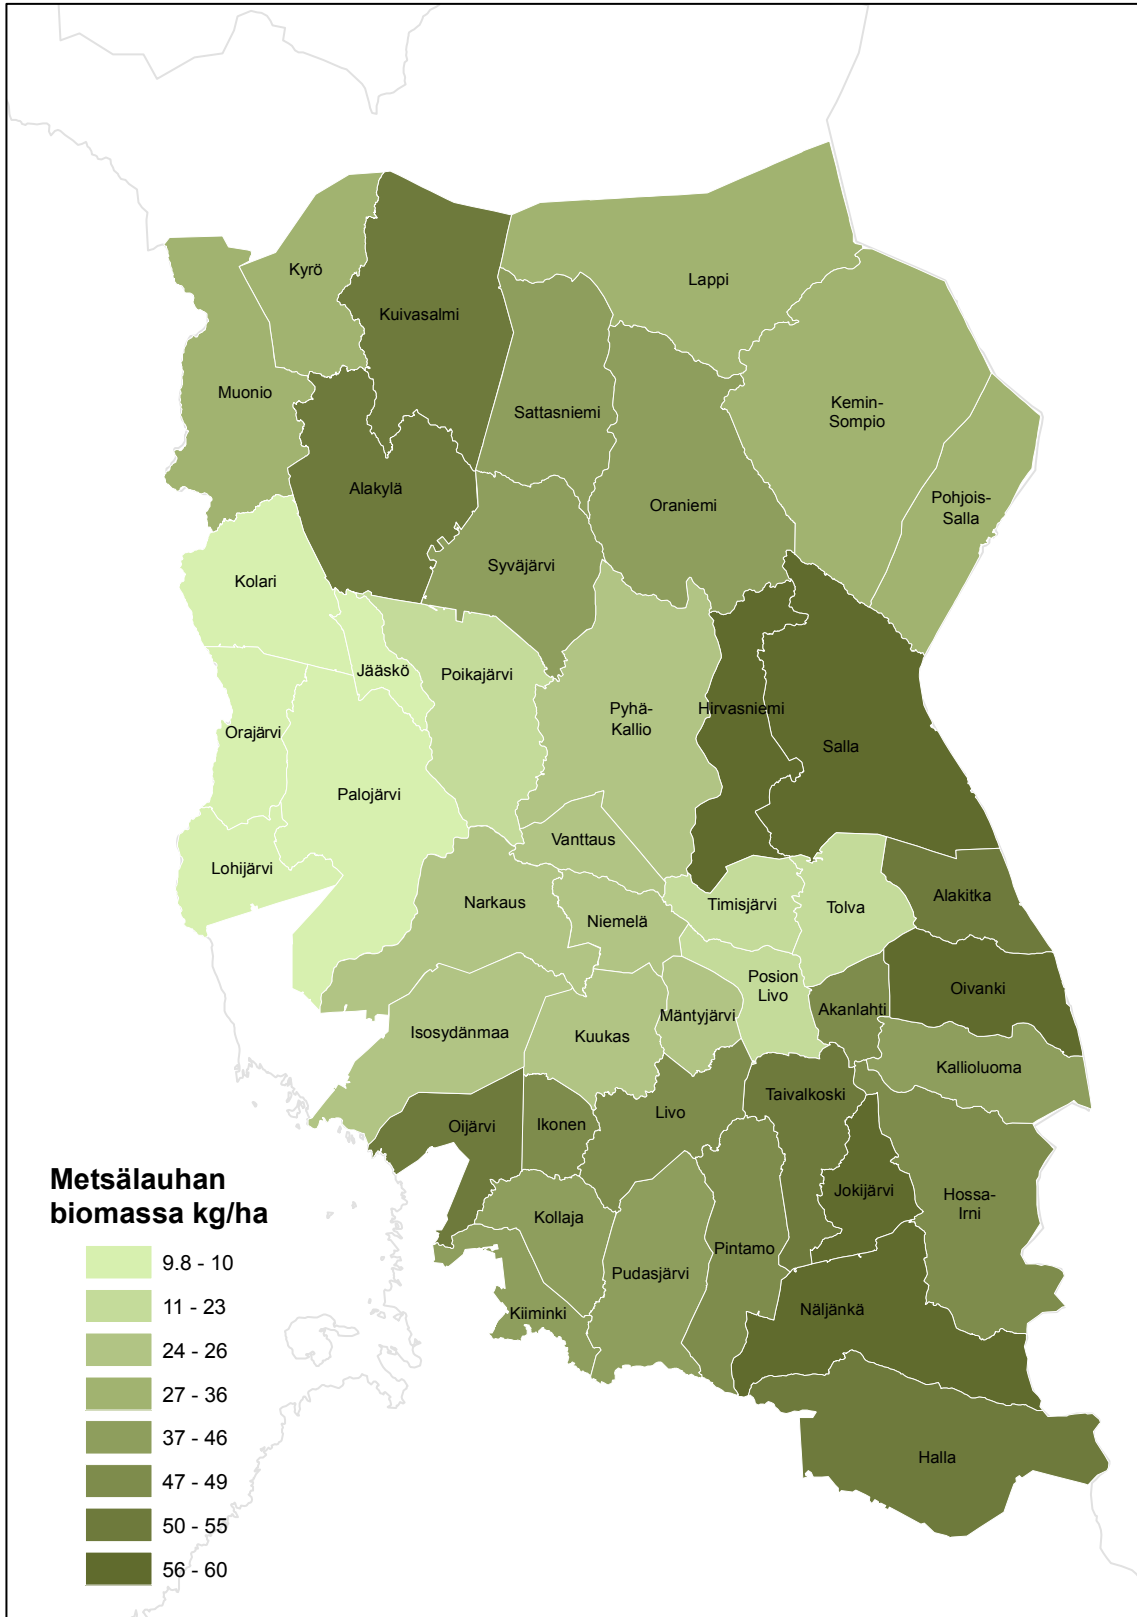 Kyrö
Lappi
Kuivasalmi
Muonio
Sattasniemi
Kemin-
Sompio
Alakylä
Oraniemi
Pohjois-
Salla
Kolari
Syväjärvi
Jääskö
Poikajärvi
Orajärvi
Pyhä-
Kallio
Hirvasniemi
Salla
Palojärvi
Vanttaus
Lohijärvi
Narkaus
Niemelä
Timisjärvi
Tolva
Alakitka
Posion
Livo
Oivanki
Isosydänmaa
Kuukas
Mäntyjärvi
Akanlahti
Kallioluoma
Oijärvi
Ikonen
Livo
Taivalkoski
Jokijärvi
Hossa-
Irni
Kollaja
Pudasjärvi
Pintamo
Kiiminki
Näljänkä
Halla
Metsälauhan
biomassa kg/ha
9.8 - 10
11 - 23
24 - 26
27 - 36
37 - 46
47 - 49
50 - 55
56 - 60